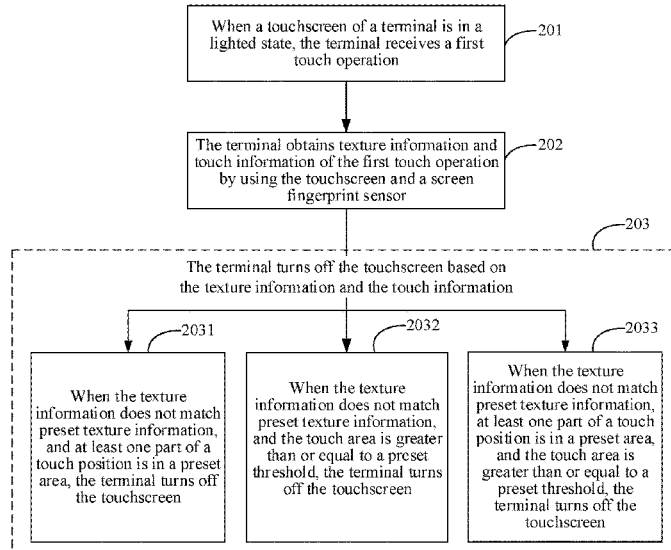 When a touchscreen of a terminal is in a
lighted state, the terminal receives a first
touch operation
201
The terminal obtains texture information and
touch information of the first touch operation
by using the touchscreen and a screen
fingerprint sensor
202
203
The terminal turns off the touchscreen based on
the texture information and the touch information
2031
When the texture
information does not match
preset texture information,
and at least one part of a
touch position is in a preset
area, the terminal turns off
the touchscreen
2032
When the texture
information does not match
preset texture information,
and the touch area is greater
than or equal to a preset
threshold, the terminal turns
off the touchscreen
2033
When the texture
information does not match
preset texture information,
at least one part of a touch
position is in a preset area,
and the touch area is
greater than or equal to a
preset threshold, the
terminal turns off the
touchscreen